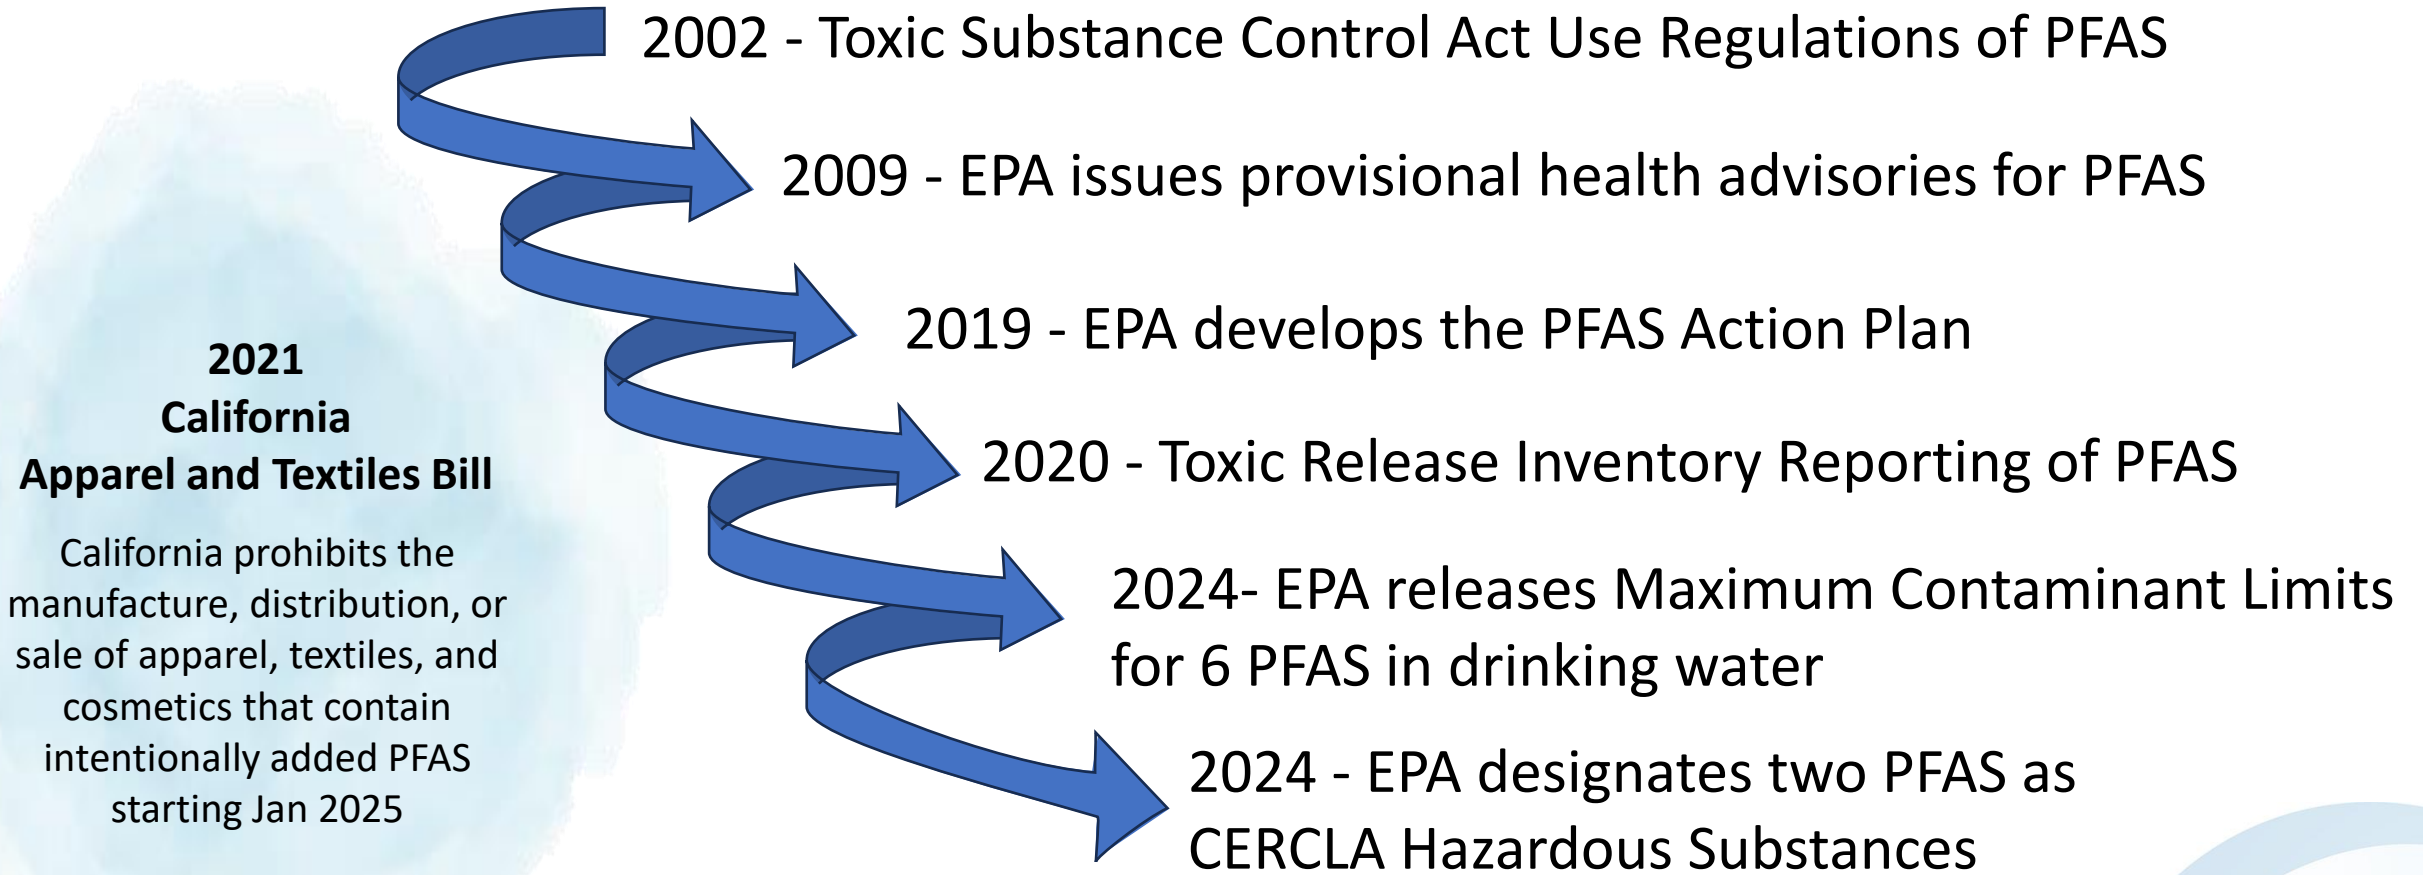 2002 - Toxic Substance Control Act Use Regulations of PFAS
2009 - EPA issues provisional health advisories for PFAS
2019 - EPA develops the PFAS Action Plan
2020 - Toxic Release Inventory Reporting of PFAS
2024- EPA releases Maximum Contaminant Limits
for 6 PFAS in drinking water
2024 - EPA designates two PFAS as
CERCLA Hazardous Substances
2021
California
Apparel and Textiles Bill
California prohibits the
manufacture, distribution, or
sale of apparel, textiles, and
cosmetics that contain
intentionally added PFAS
starting Jan 2025